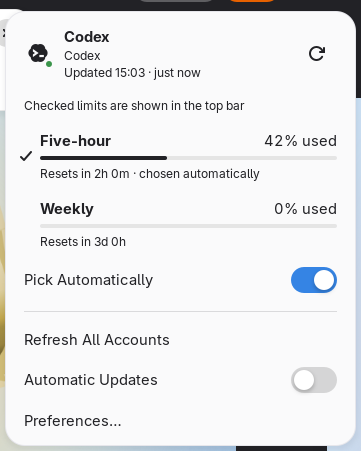 Codex
Codex
Updated 15:03 · just now
Checked limits are shown in the top bar
Five-hour 42% used
Resets in 2h 0m · chosen automatically
Weekly 0% used
Resets in 3d 0h
Pick Automatically
Refresh All Accounts
Automatic Updates
Preferences...